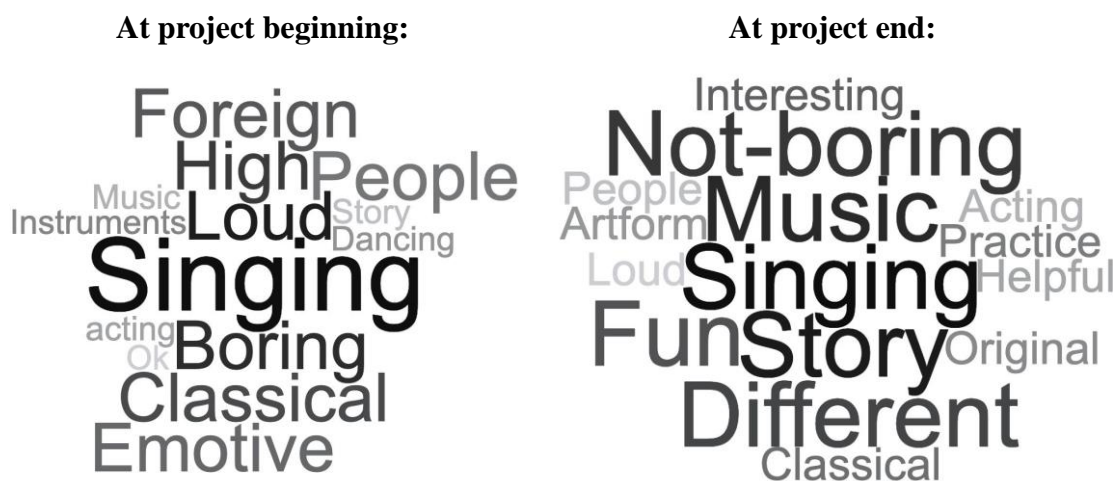 At project beginning:
Foreign
High People
Music Loud Story
Instruments Dancing
Singing
acting Boring
Ok
Classical
Emotive
At project end:
Interesting
Not-boring
People Music Acting
Artform Practice
Loud Singing Helpful
Fun Story Original
Different
Classical